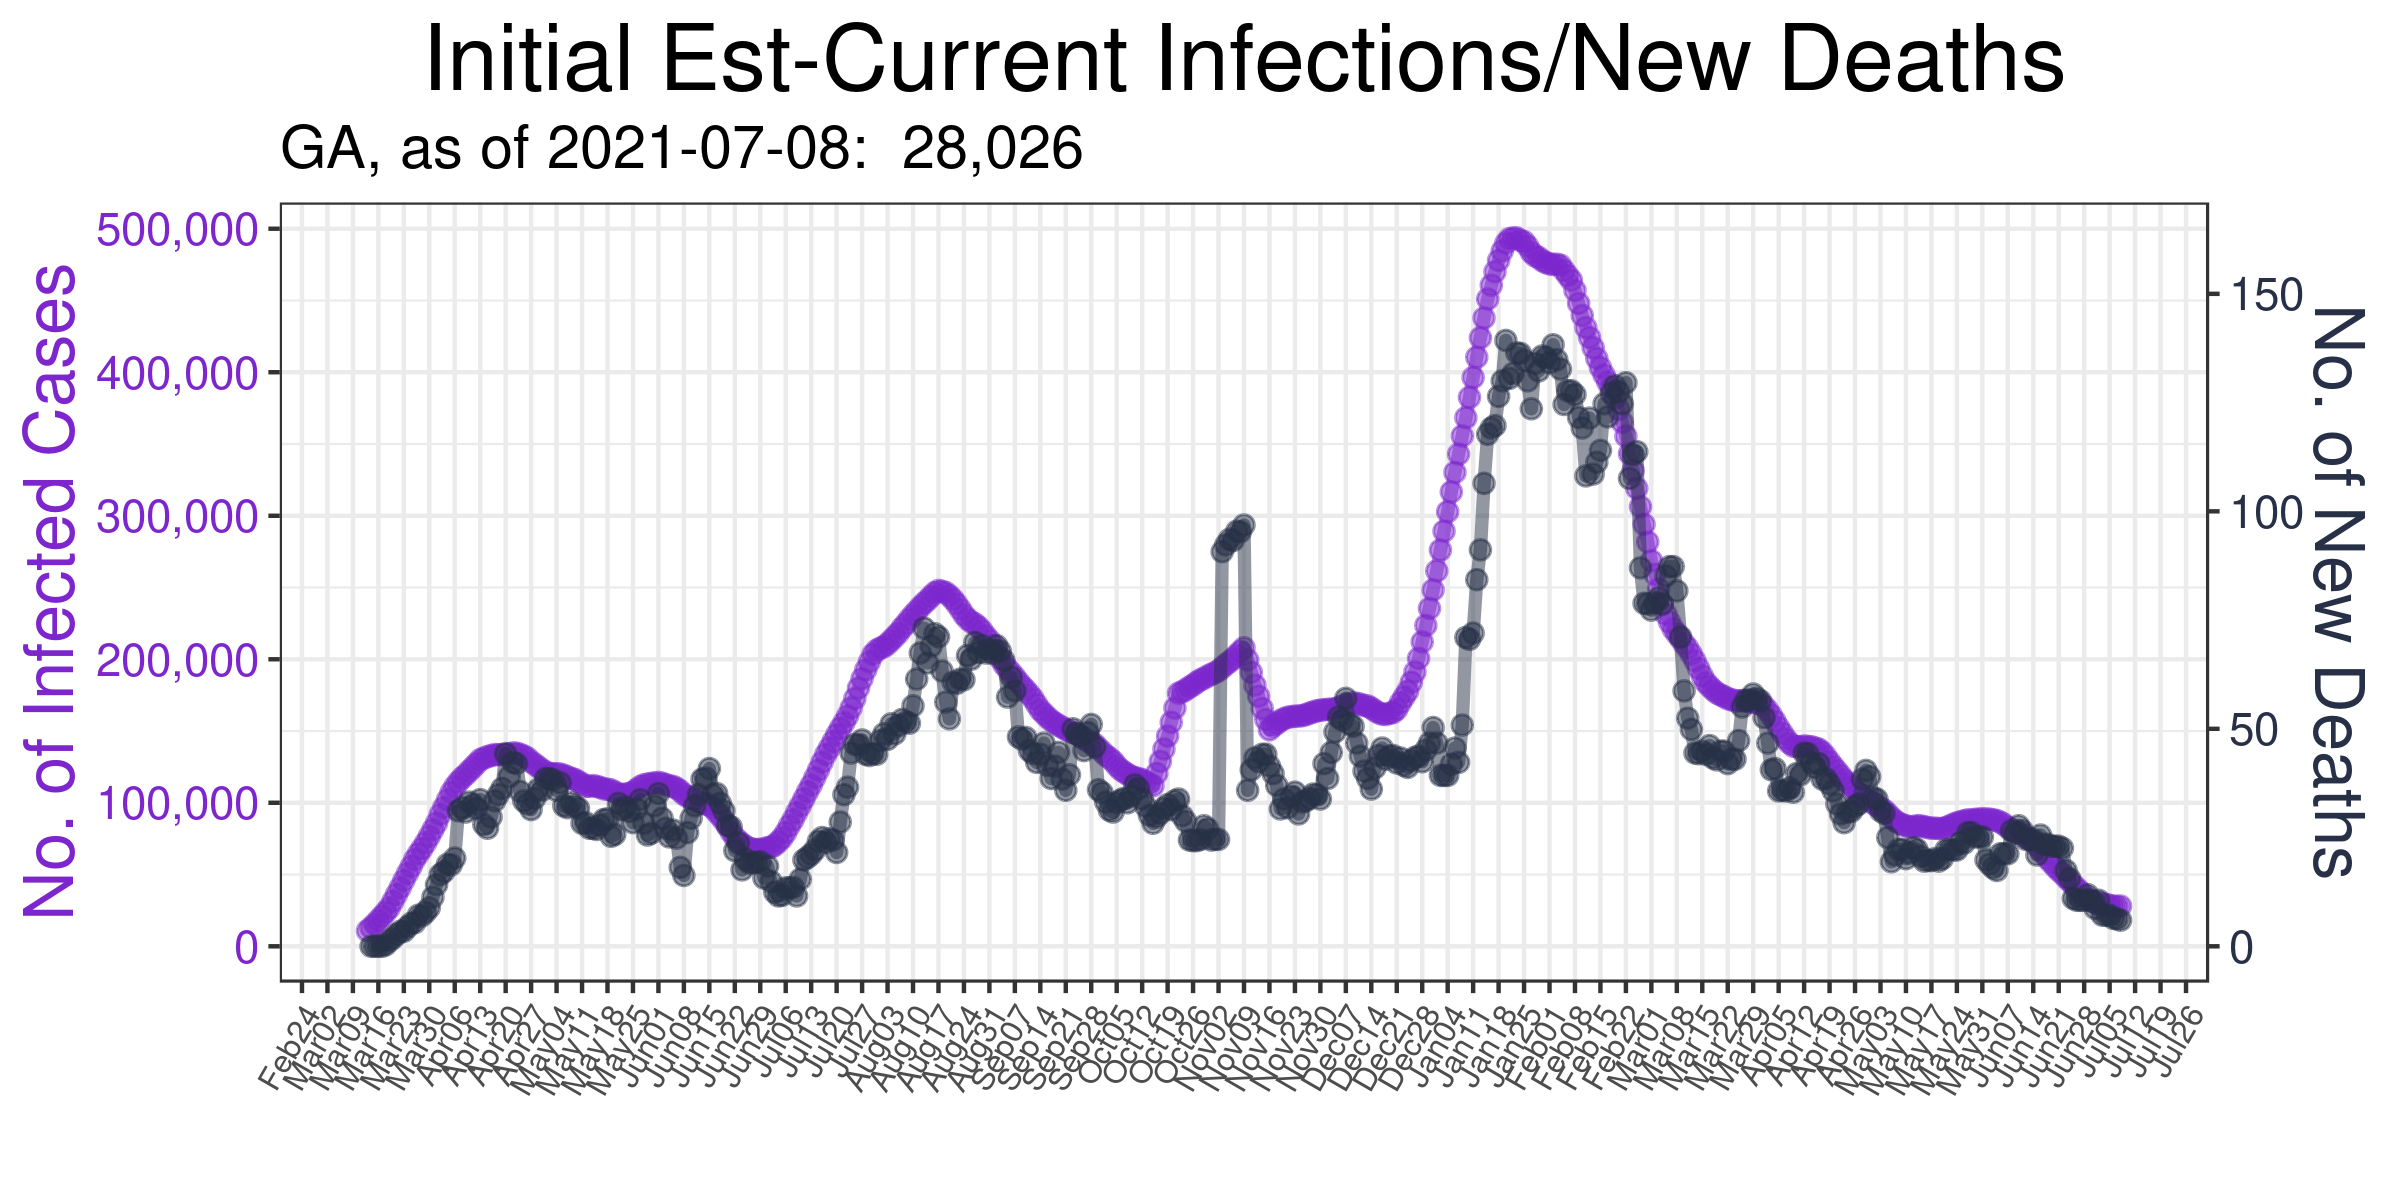 Initial Est-Current Infections/New Deaths
GA, as of 2021-07-08:  28,026
No. of Infected Cases
500,000
400,000
300,000
200,000
100,000
0
150
100
50
0
No. of New Deaths
Feb24
Mar02
Mar09
Mar16
Mar23
Mar30
Apr06
Apr13
Apr20
Apr27
May04
May11
May18
May25
Jun01
Jun08
Jun15
Jun22
Jun29
Jul06
Jul13
Jul20
Jul27
Aug03
Aug10
Aug17
Aug24
Aug31
Sep07
Sep14
Sep21
Sep28
Oct05
Oct12
Oct19
Oct26
Nov02
Nov09
Nov16
Nov23
Nov30
Dec07
Dec14
Dec21
Dec28
Jan04
Jan11
Jan18
Jan25
Feb01
Feb08
Feb15
Feb22
Mar01
Mar08
Mar15
Mar22
Mar29
Apr05
Apr12
Apr19
Apr26
May03
May10
May17
May24
May31
Jun07
Jun14
Jun21
Jun28
Jul05
Jul12
Jul19
Jul26